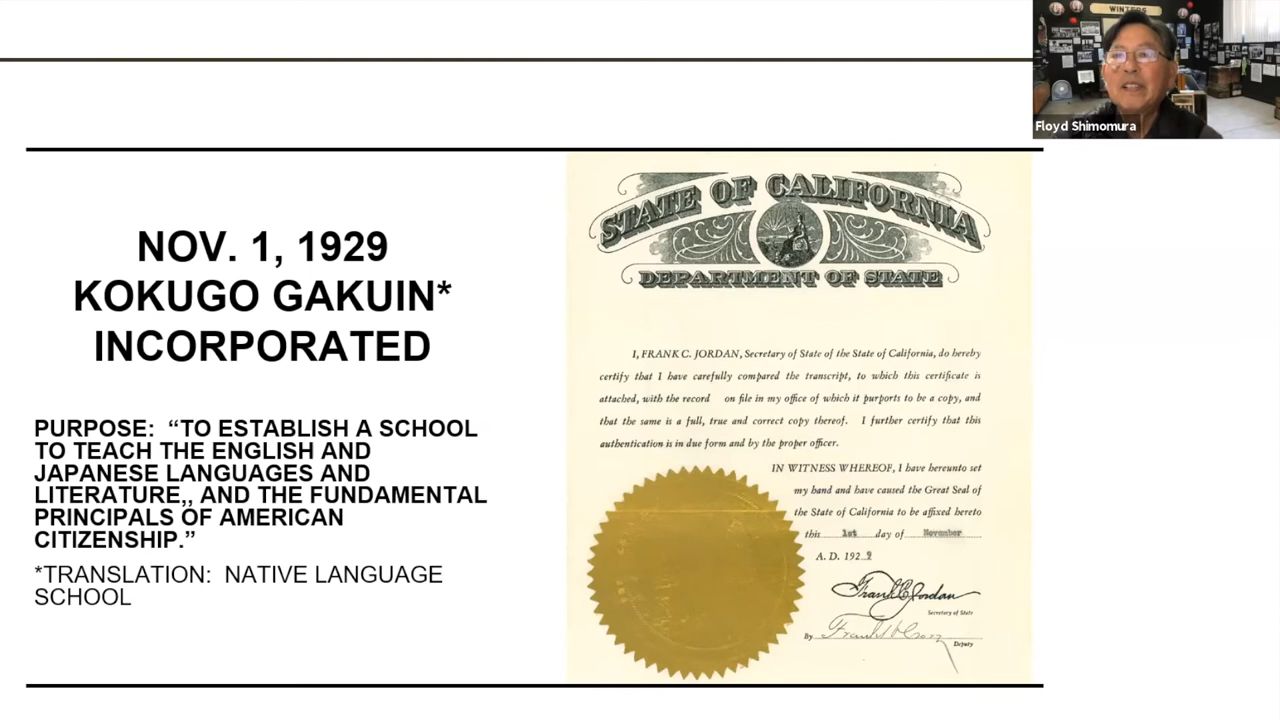 WINTERS
Floyd Shimomura
NOV. 1, 1929
KOKUGO GAKUIN*
INCORPORATED
PURPOSE: “TO ESTABLISH A SCHOOL
TO TEACH THE ENGLISH AND
JAPANESE LANGUAGES AND
LITERATURE,, AND THE FUNDAMENTAL
PRINCIPALS OF AMERICAN
CITIZENSHIP.”
*TRANSLATION: NATIVE LANGUAGE
SCHOOL
STATE OF CALIFORNIA
DEPARTMENT OF STATE
I, FRANK C. JORDAN, Secretary of State of the State of California, do hereby
certify that I have carefully compared the transcript, to which this certificate is
attached, with the record on file in my office of which it purports to be a copy, and
that the same is a full, true and correct copy thereof. I further certify that this
authentication is in due form and by the proper officer.
IN WITNESS WHEREOF, I have hereunto set
my hand and have caused the Great Seal of
the State of California to be affixed hereto
this 1st day of November
A. D. 1929
Frank C. Jordan
Secretary of State
By
Deputy